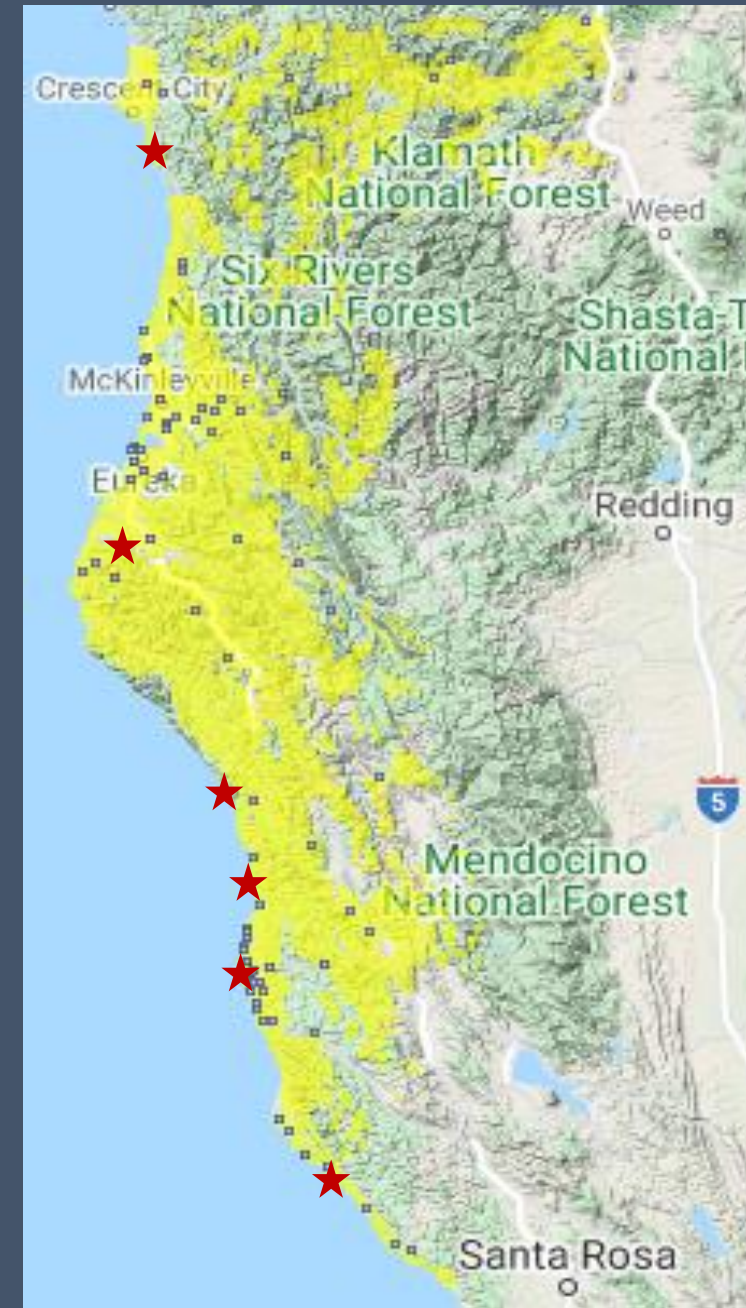 Crescent City
Klamath
National Forest
Weed
Six Rivers
National Forest
Shasta-T
National
McKinleyville
Eureka
Redding
5
Mendocino
National Forest
Santa Rosa